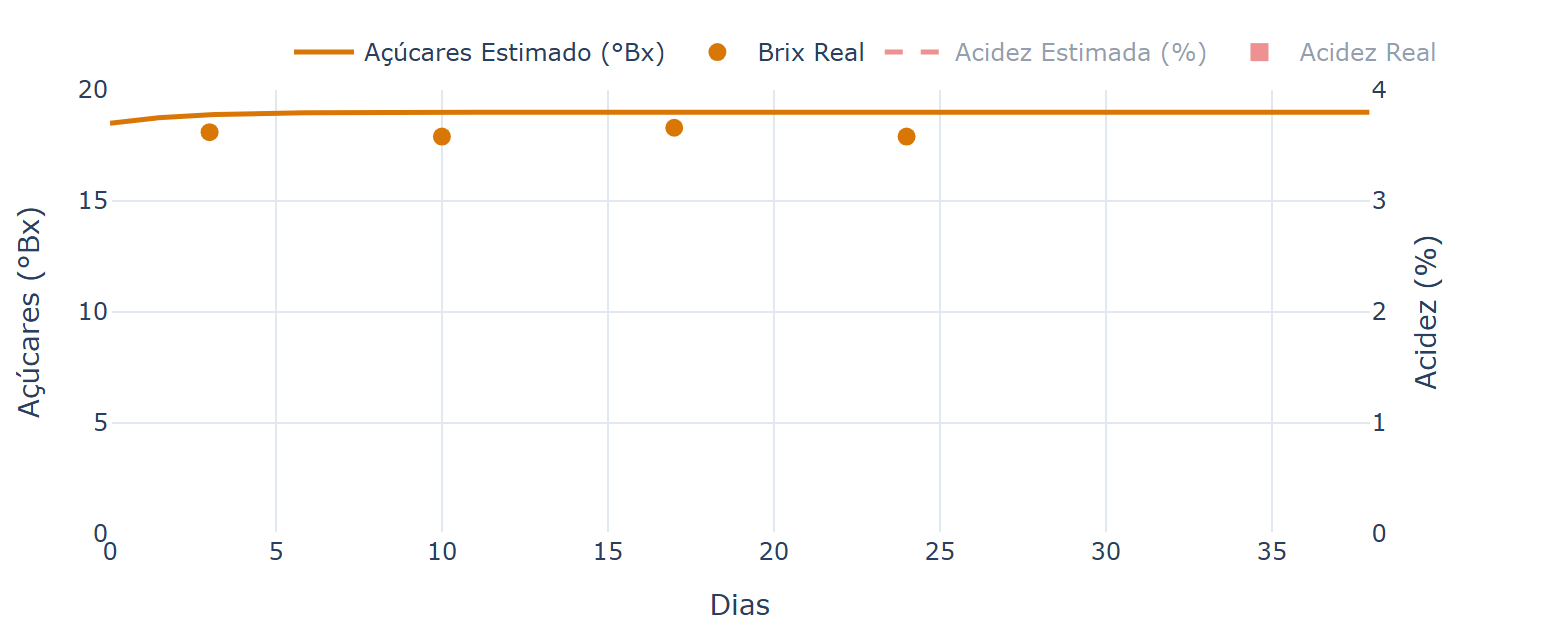 Açúcares Estimado (°Bx) Brix Real Acidez Estimada (%) Acidez Real
20 4
15 3
10 2
5 1
0 0
Açúcares (°Bx)
Acidez (%)
0 5 10 15 20 25 30 35
Dias